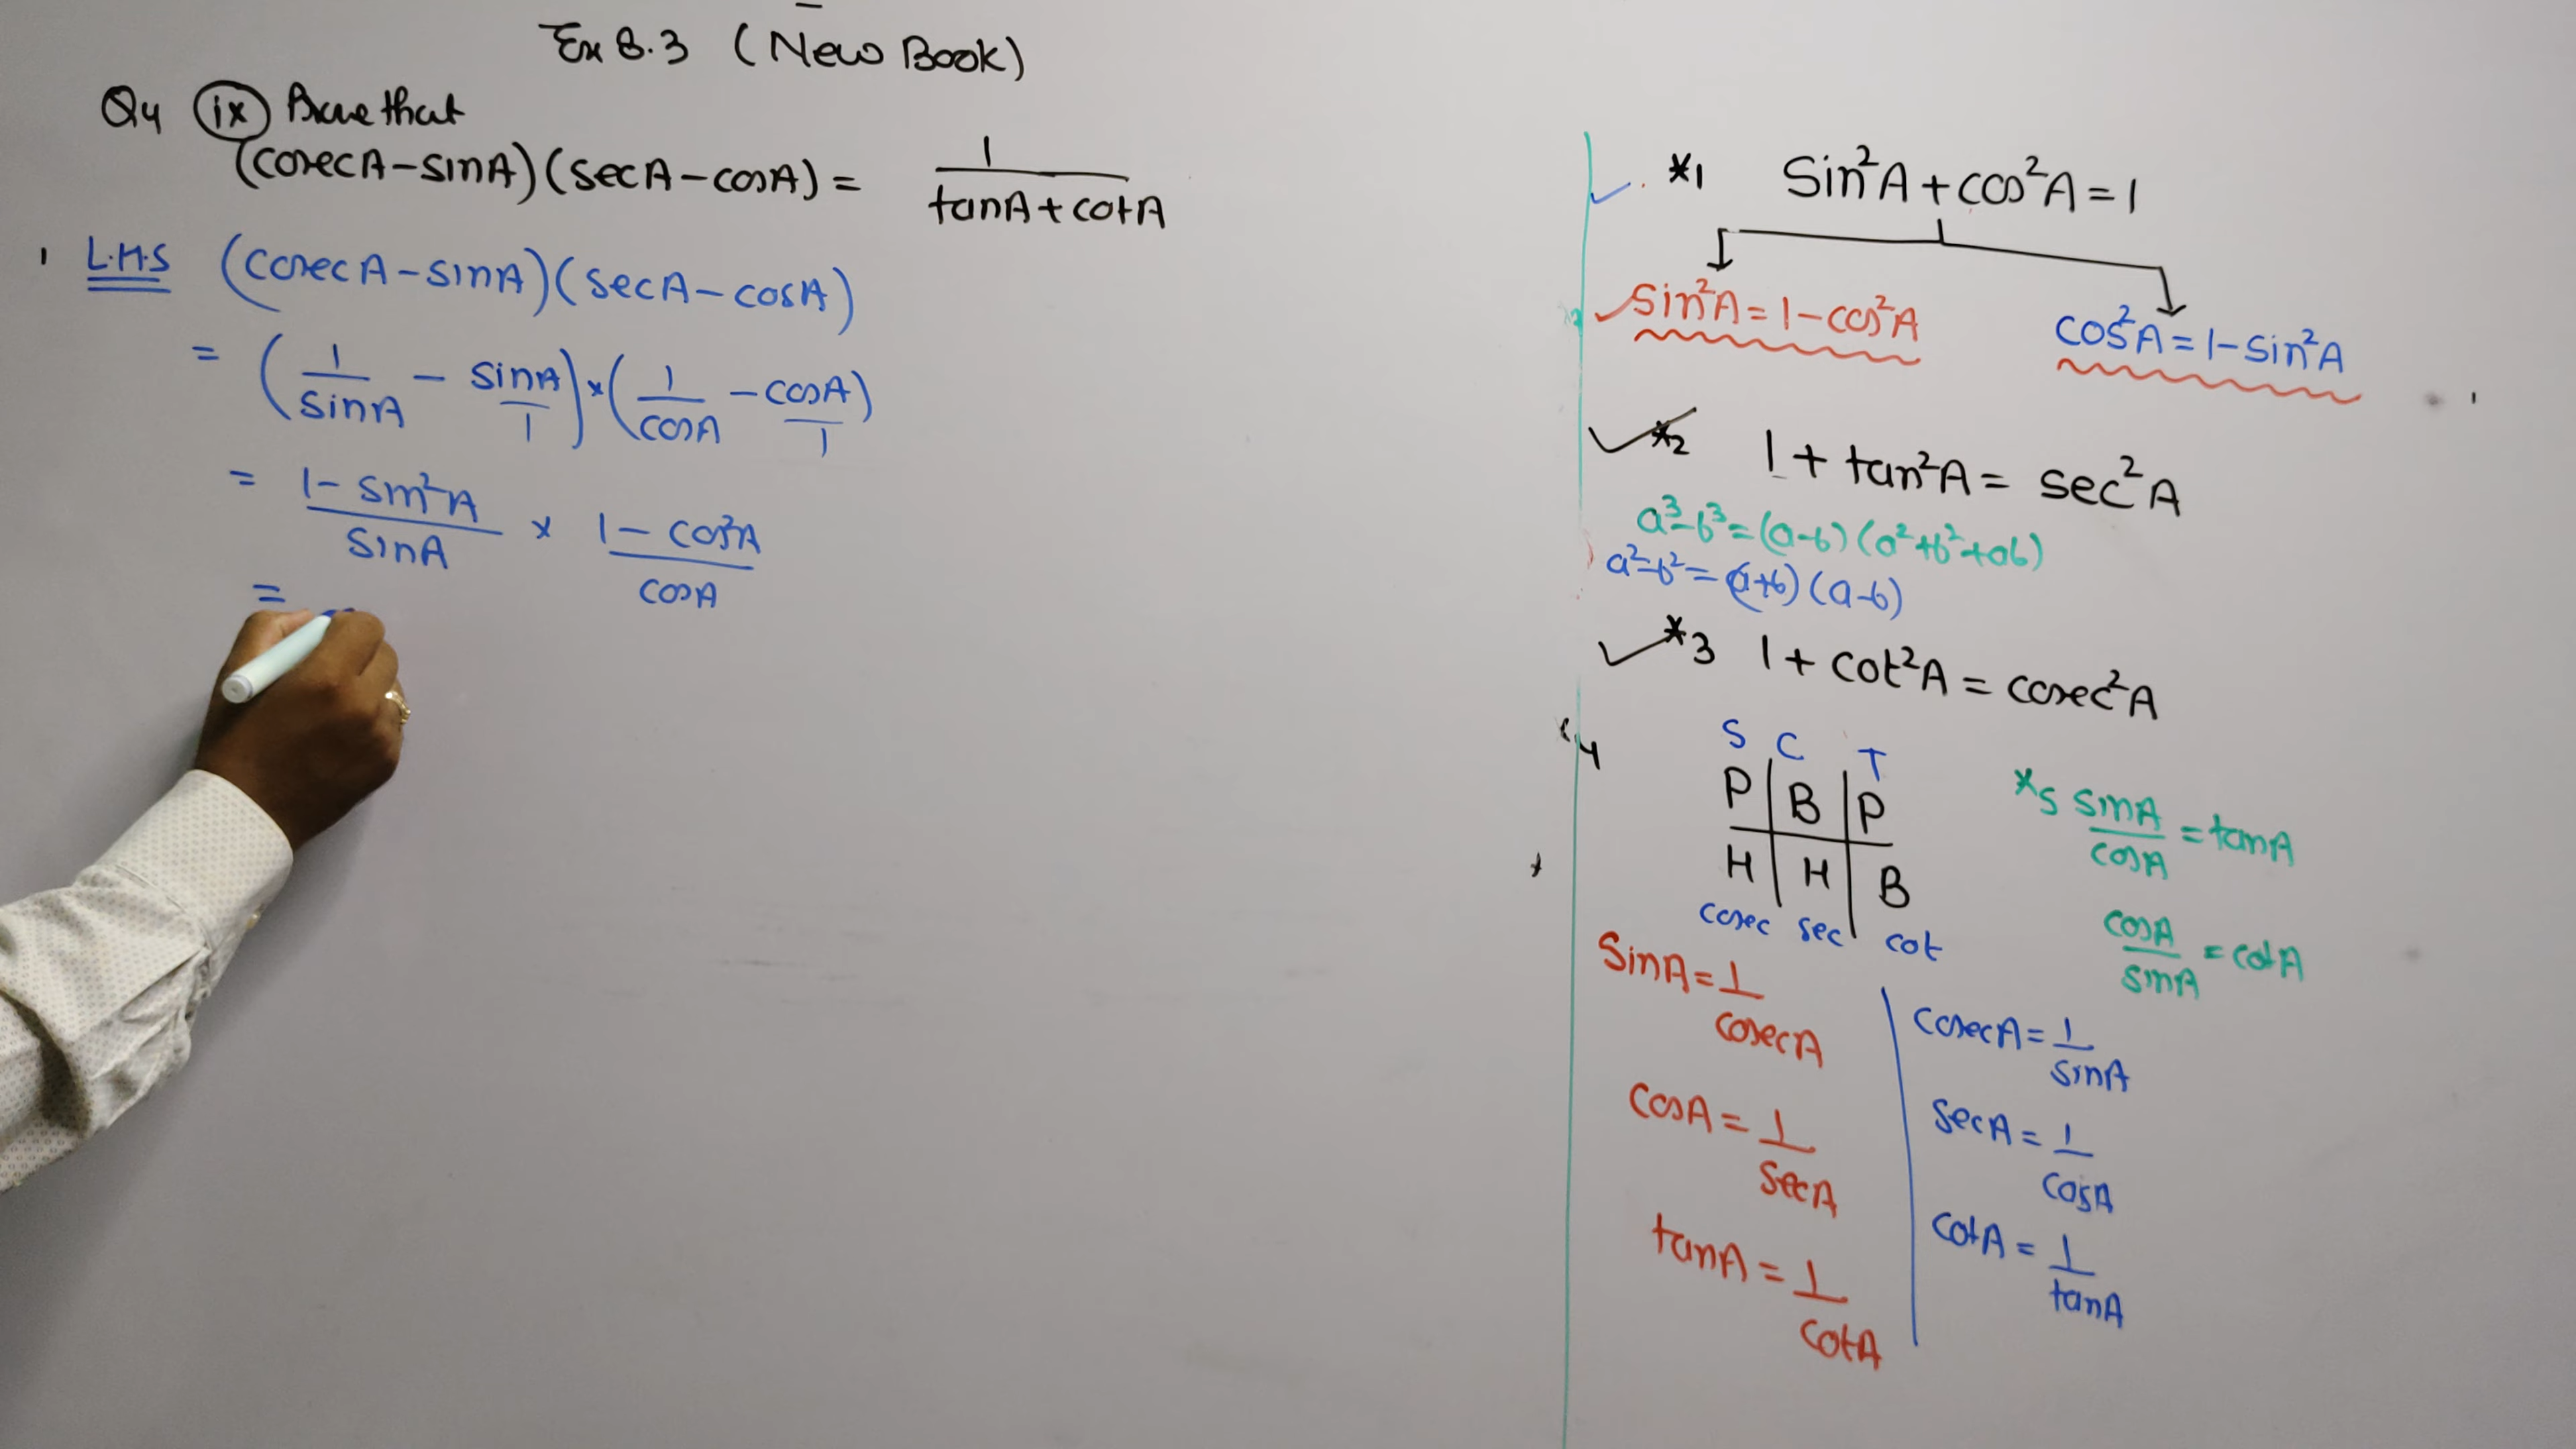 Ex 8.3 (New Book)
Q4 (ix) Prove that
(cosecA-sinA)(secA-cosA) = 1/(tanA+cotA)
L.H.S (cosecA-sinA)(secA-cosA)
= (1/sinA - sinA/1)×(1/cosA - cosA/1)
= (1-sin²A)/sinA × (1-cos²A)/cosA
=
*1 Sin²A+cos²A=1
sin²A=1-cos²A
cos²A=1-sin²A
*2 1+tan²A= sec²A
a³-b³=(a-b)(a²+b²+ab)
a²-b²=(a+b)(a-b)
*3 1+cot²A=cosec²A
4
S C T
P B P
H H B
cosec sec cot
*5 sinA/cosA =tanA
cosA/sinA =cotA
SinA=1/cosecA
cosA=1/secA
tanA=1/cotA
cosecA=1/sinA
secA=1/cosA
cotA=1/tanA